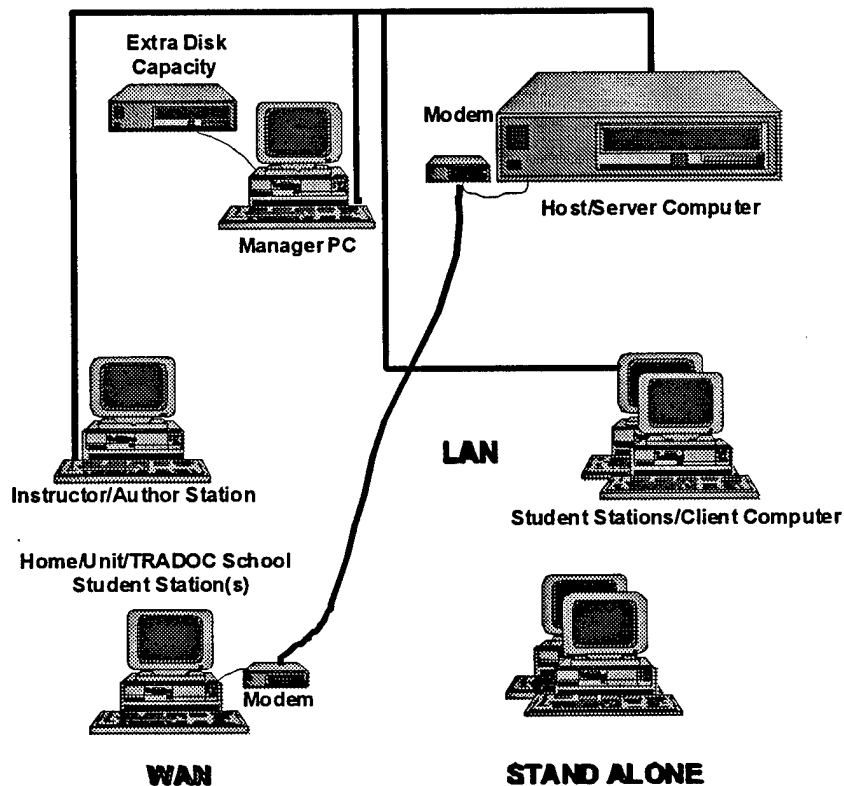 Extra Disk
Capacity
Modem
Host/Server Computer
Manager PC
LAN
Instructor/Author Station
Student Stations/Client Computer
Home/Unit/TRADOC School
Student Station(s)
Modem
WAN
STAND ALONE